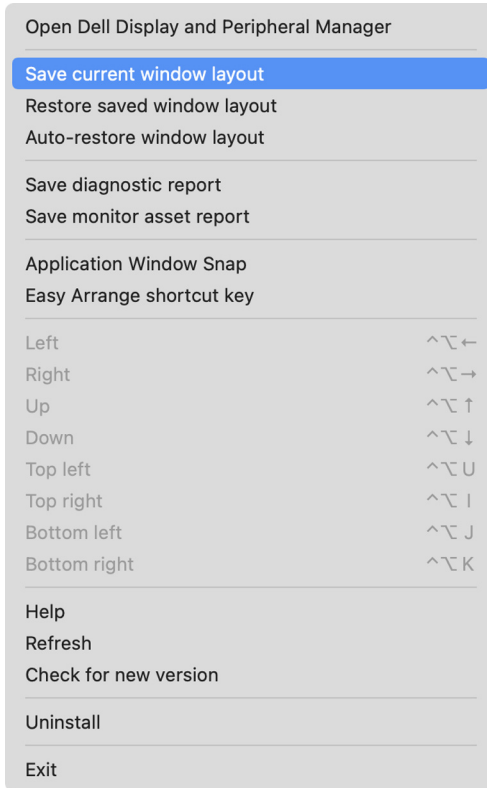 Open Dell Display and Peripheral Manager
Save current window layout
Restore saved window layout
Auto-restore window layout
Save diagnostic report
Save monitor asset report
Application Window Snap
Easy Arrange shortcut key
Left ^⌥←
Right ^⌥→
Up ^⌥↑
Down ^⌥↓
Top left ^⌥U
Top right ^⌥I
Bottom left ^⌥J
Bottom right ^⌥K
Help
Refresh
Check for new version
Uninstall
Exit